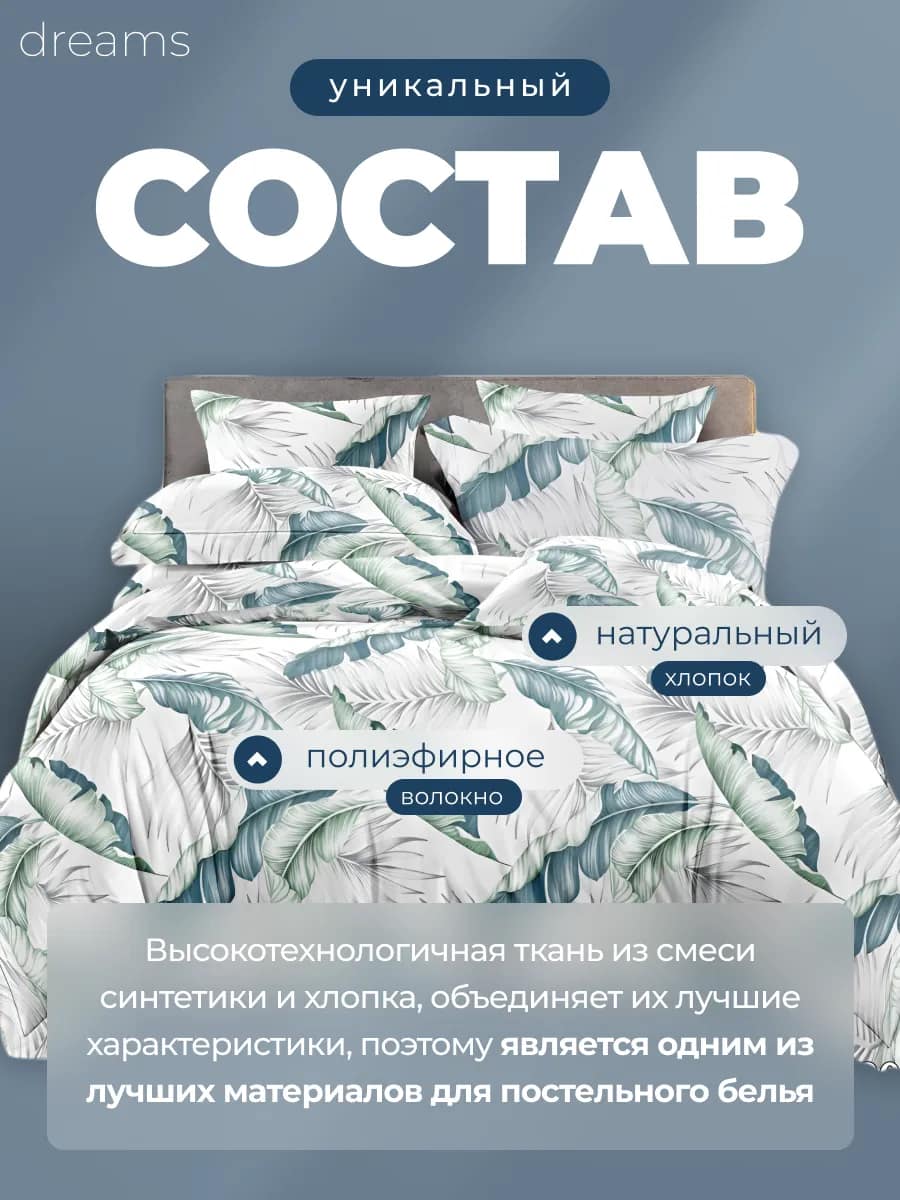 dreams
уникальный
СОСТАВ
натуральный
хлопок
полиэфирное
волокно
Высокотехнологичная ткань из смеси
синтетики и хлопка, объединяет их лучшие
характеристики, поэтому является одним из
лучших материалов для постельного белья